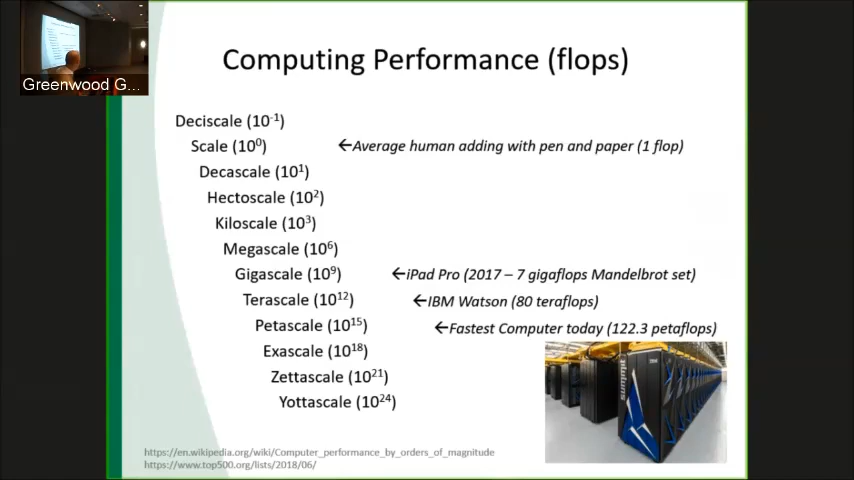 Greenwood G...
Computing Performance (flops)
Deciscale (10⁻¹)
Scale (10⁰) ←Average human adding with pen and paper (1 flop)
Decascale (10¹)
Hectoscale (10²)
Kiloscale (10³)
Megascale (10⁶)
Gigascale (10⁹) ←iPad Pro (2017 – 7 gigaflops Mandelbrot set)
Terascale (10¹²) ←IBM Watson (80 teraflops)
Petascale (10¹⁵) ←Fastest Computer today (122.3 petaflops)
Exascale (10¹⁸)
Zettascale (10²¹)
Yottascale (10²⁴)
summit
IBM
https://en.wikipedia.org/wiki/Computer_performance_by_orders_of_magnitude
https://www.top500.org/lists/2018/06/